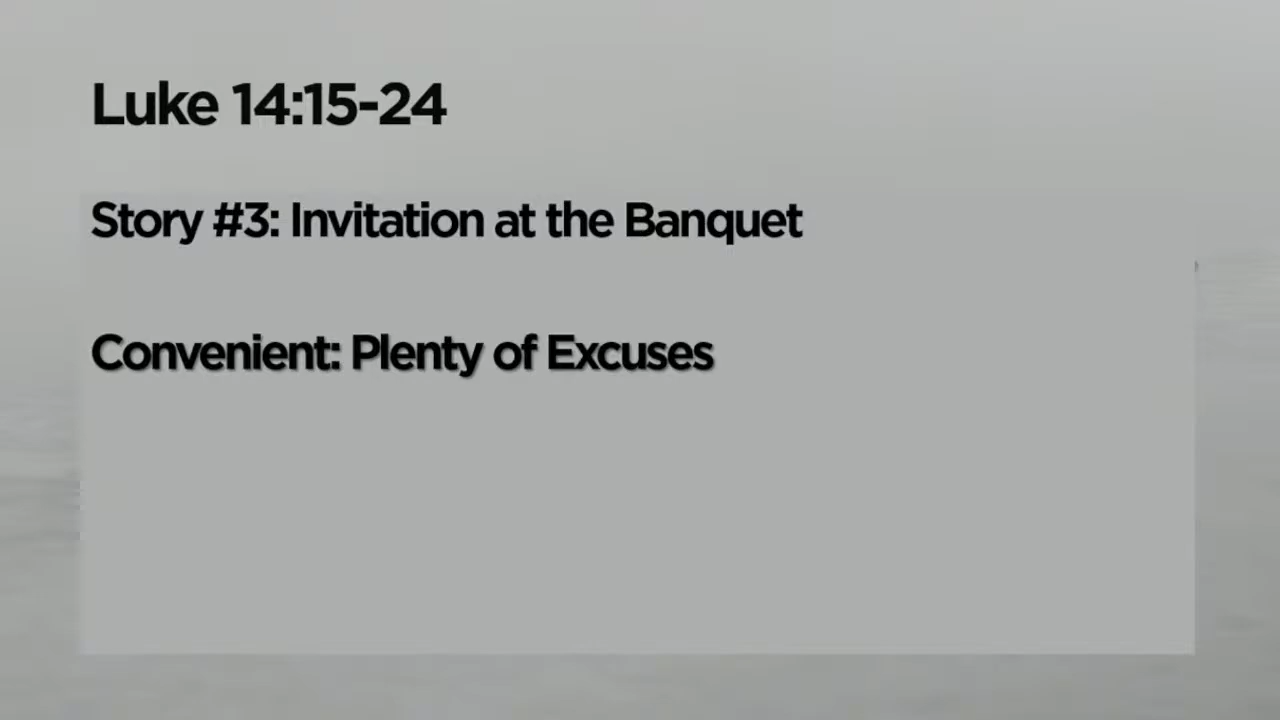 Luke 14:15-24
Story #3: Invitation at the Banquet
Convenient: Plenty of Excuses